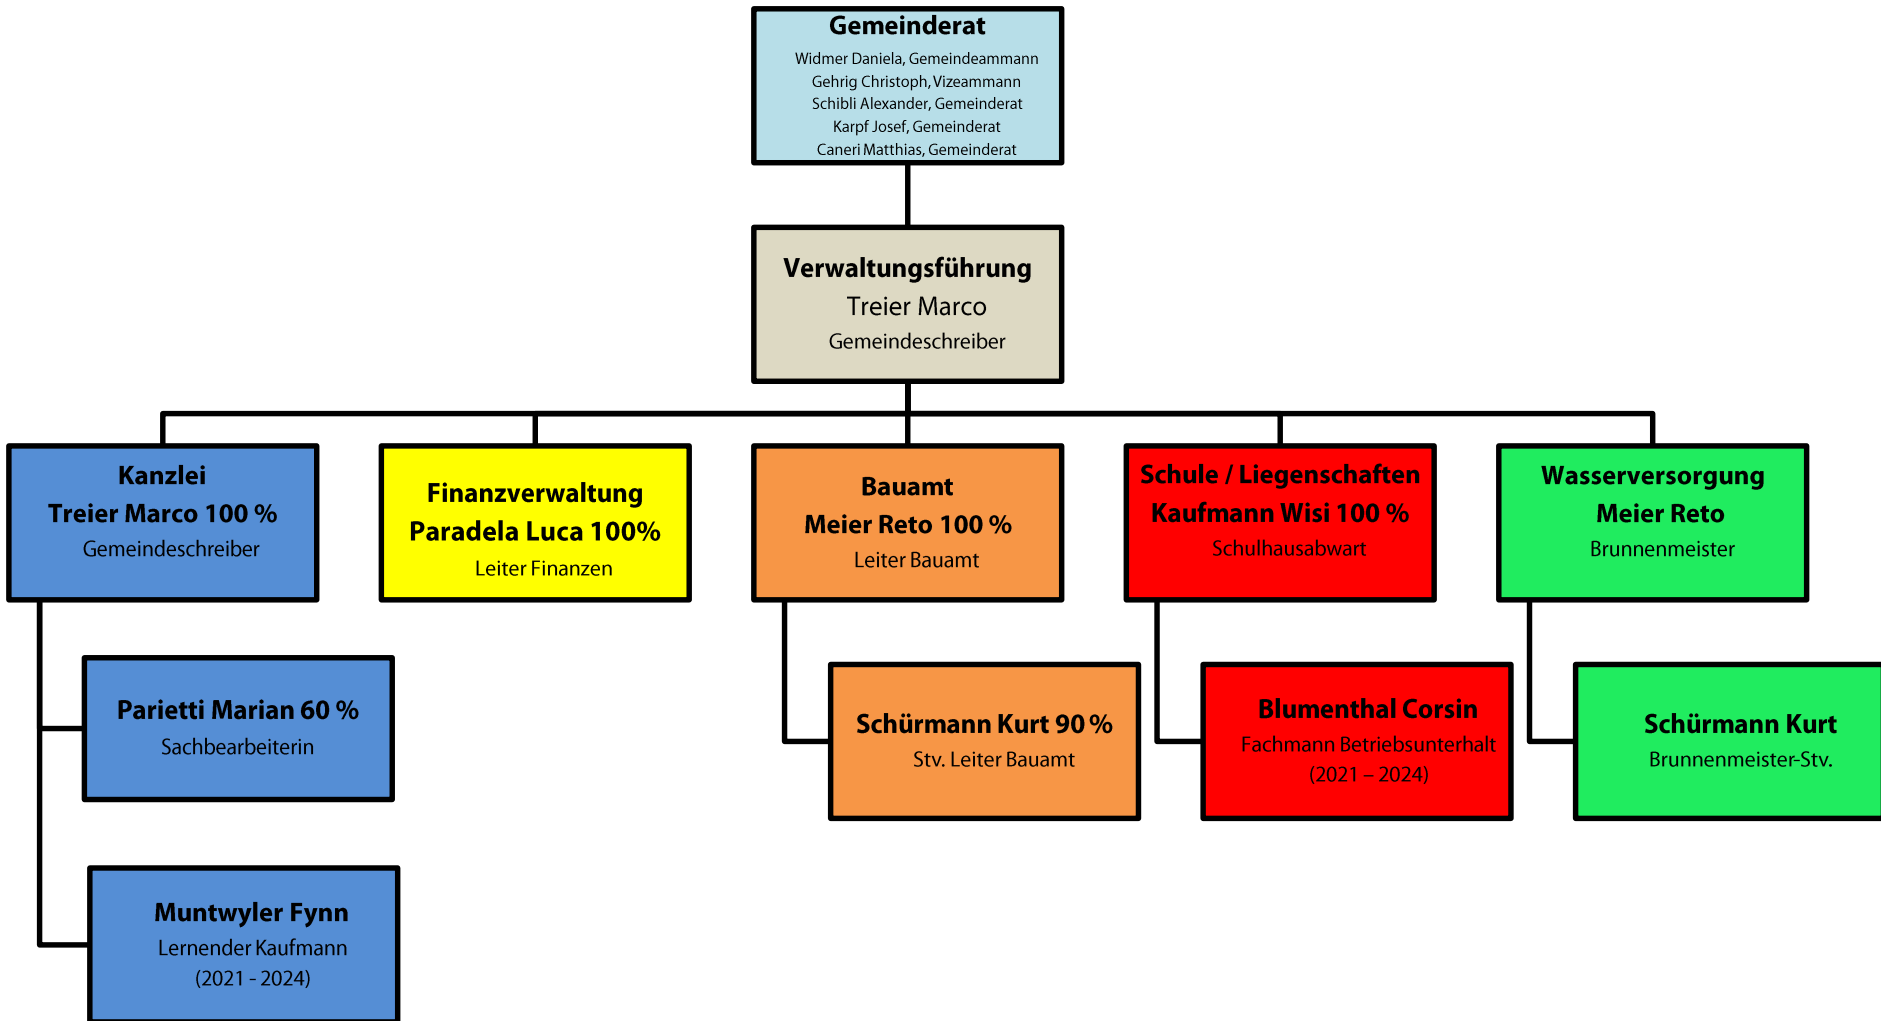 Gemeinderat
Widmer Daniela, Gemeindeammann
Gehrig Christoph, Vizeammann
Schibli Alexander, Gemeinderat
Karpf Josef, Gemeinderat
Caneri Matthias, Gemeinderat
Verwaltungsführung
Treier Marco
Gemeindeschreiber
Kanzlei
Treier Marco 100 %
Gemeindeschreiber
Finanzverwaltung
Paradela Luca 100%
Leiter Finanzen
Bauamt
Meier Reto 100 %
Leiter Bauamt
Schule / Liegenschaften
Kaufmann Wisi 100 %
Schulhausabwart
Wasserversorgung
Meier Reto
Brunnenmeister
Parietti Marian 60 %
Sachbearbeiterin
Schürmann Kurt 90 %
Stv. Leiter Bauamt
Blumenthal Corsin
Fachmann Betriebsunterhalt
(2021 – 2024)
Schürmann Kurt
Brunnenmeister-Stv.
Muntwyler Fynn
Lernender Kaufmann
(2021 - 2024)